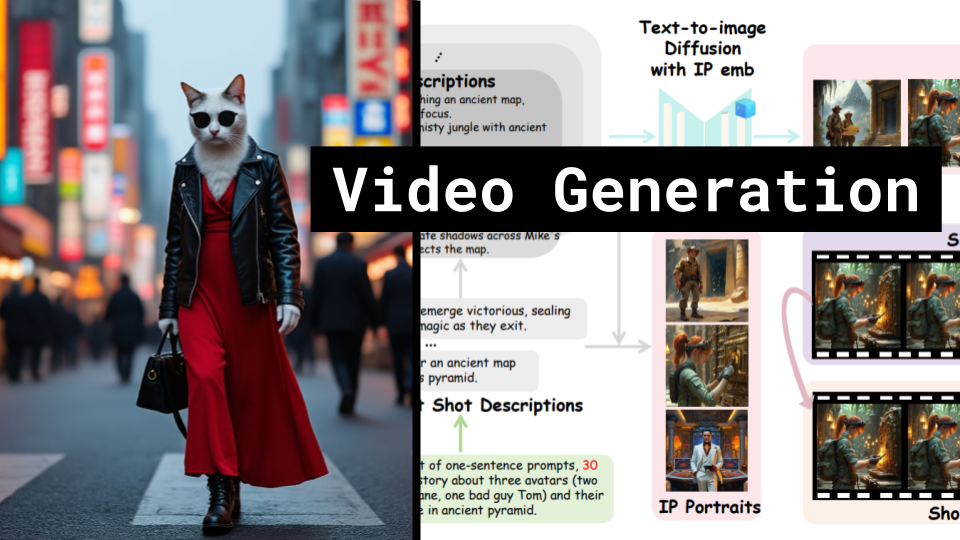 Text-to-image
Diffusion
with IP emb
scriptions
hing an ancient map,
focus.
nisty jungle with ancient
Video Generation
ate shadows across Mike's
ects the map.
emerge victorious, sealing
magic as they exit.
...
r an ancient map
s pyramid.
t Shot Descriptions
t of one-sentence prompts, 30
story about three avatars (two
ane, one bad guy Tom) and their
e in ancient pyramid.
IP Portraits
S
Sho